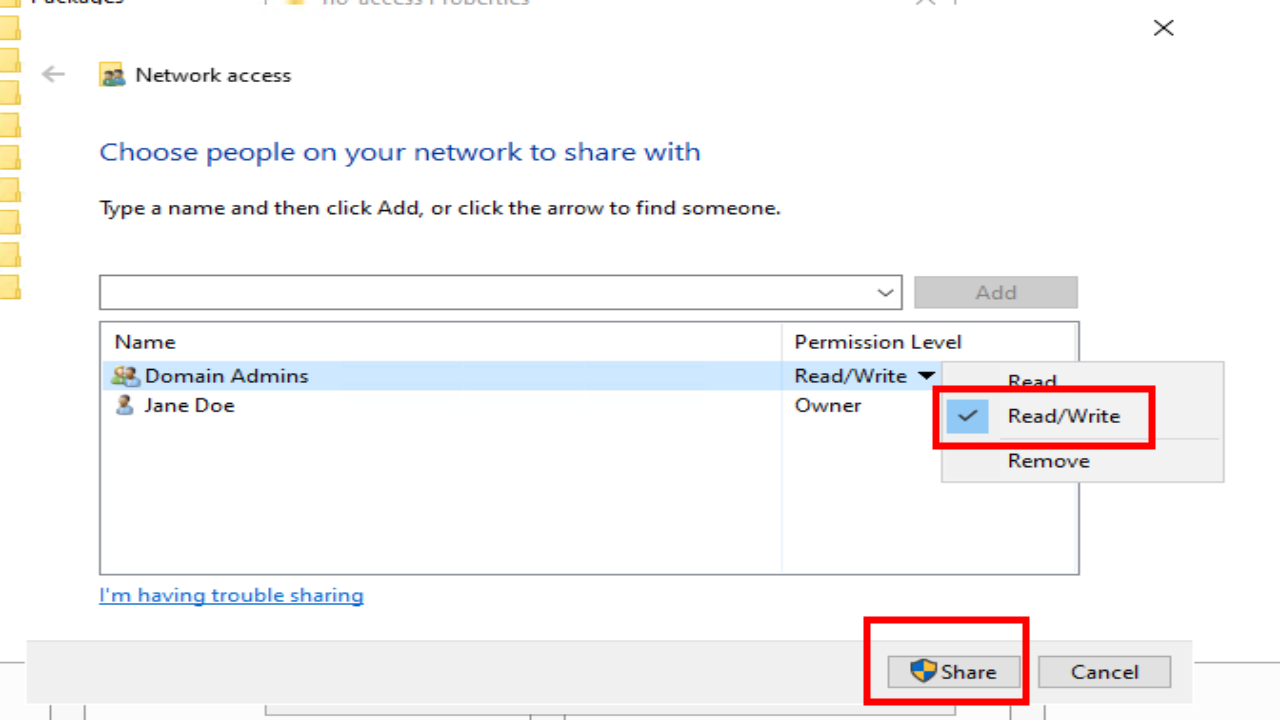 Packages
no-access Properties
Network access
Choose people on your network to share with
Type a name and then click Add, or click the arrow to find someone.
Add
Name Permission Level
Domain Admins Read/Write
Read
Jane Doe Owner
Read/Write
Remove
I'm having trouble sharing
Share Cancel